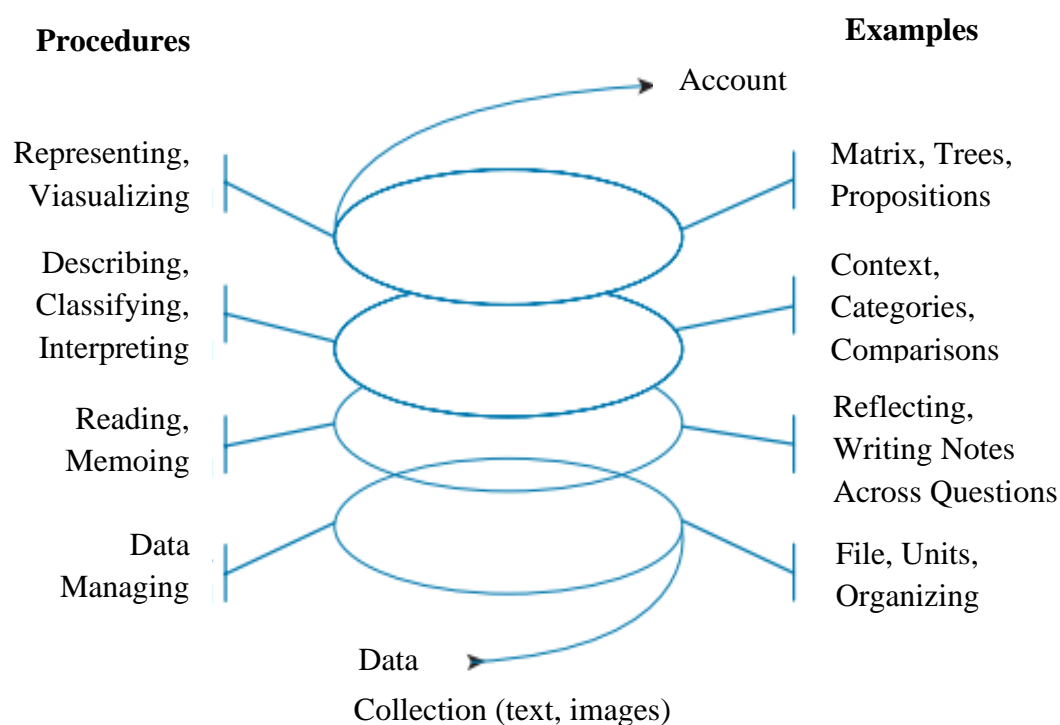 Procedures
Examples
Account
Representing,
Viasualizing
Matrix, Trees,
Propositions
Describing,
Classifying,
Interpreting
Context,
Categories,
Comparisons
Reading,
Memoing
Reflecting,
Writing Notes
Across Questions
Data
Managing
File, Units,
Organizing
Data
Collection (text, images)